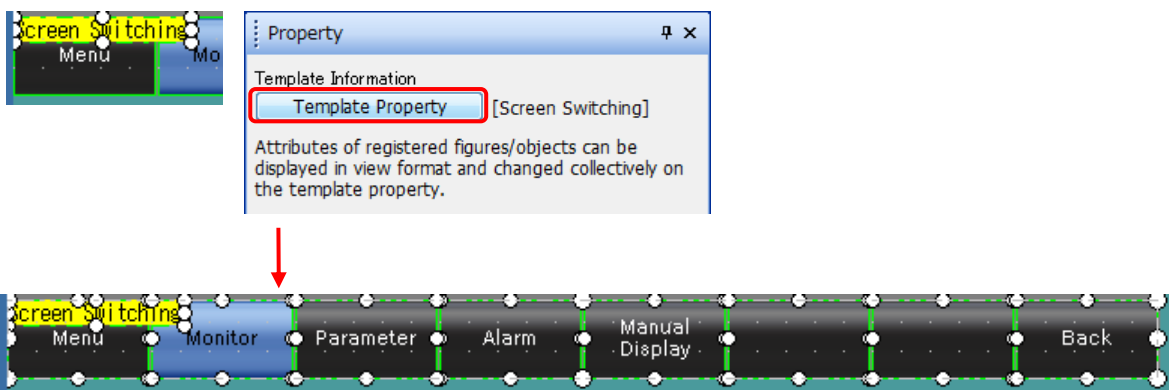 Screen Switching
Menu
Mo
Property
Template Information
Template Property [Screen Switching]
Attributes of registered figures/objects can be
displayed in view format and changed collectively on
the template property.
Screen Switching
Menu Monitor Parameter Alarm Manual Display Back